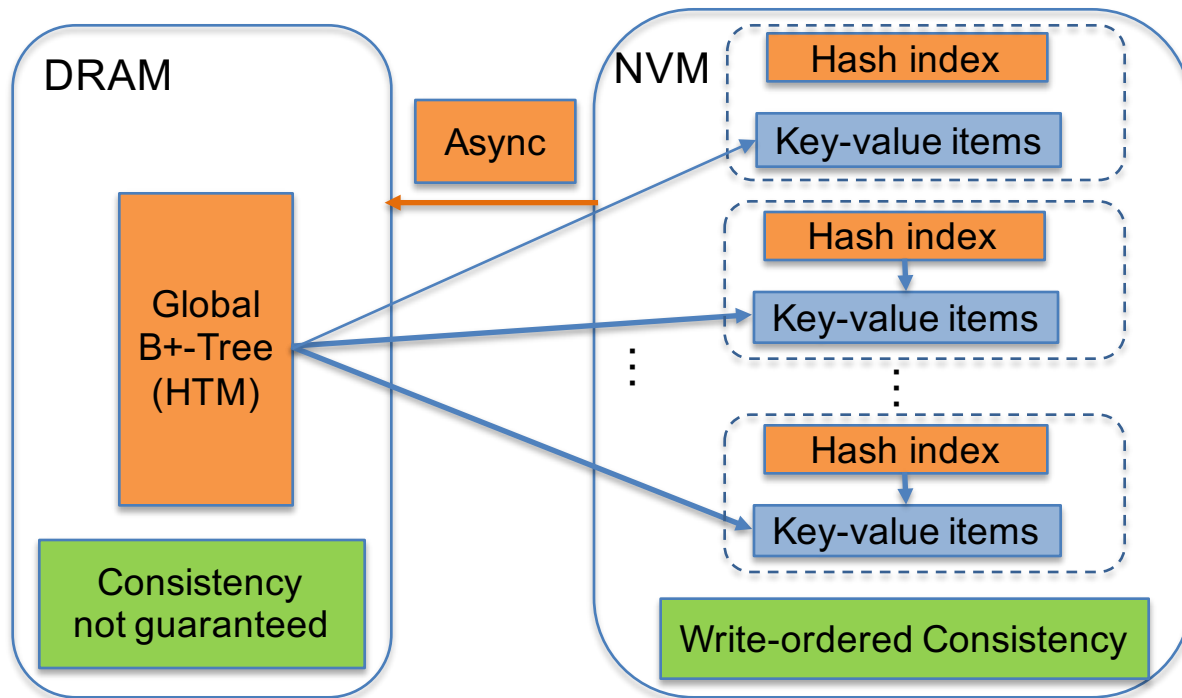 DRAM
Async
Global
B+-Tree
(HTM)
Consistency
not guaranteed
NVM
Hash index
Key-value items
Hash index
Key-value items
Hash index
Key-value items
Write-ordered Consistency